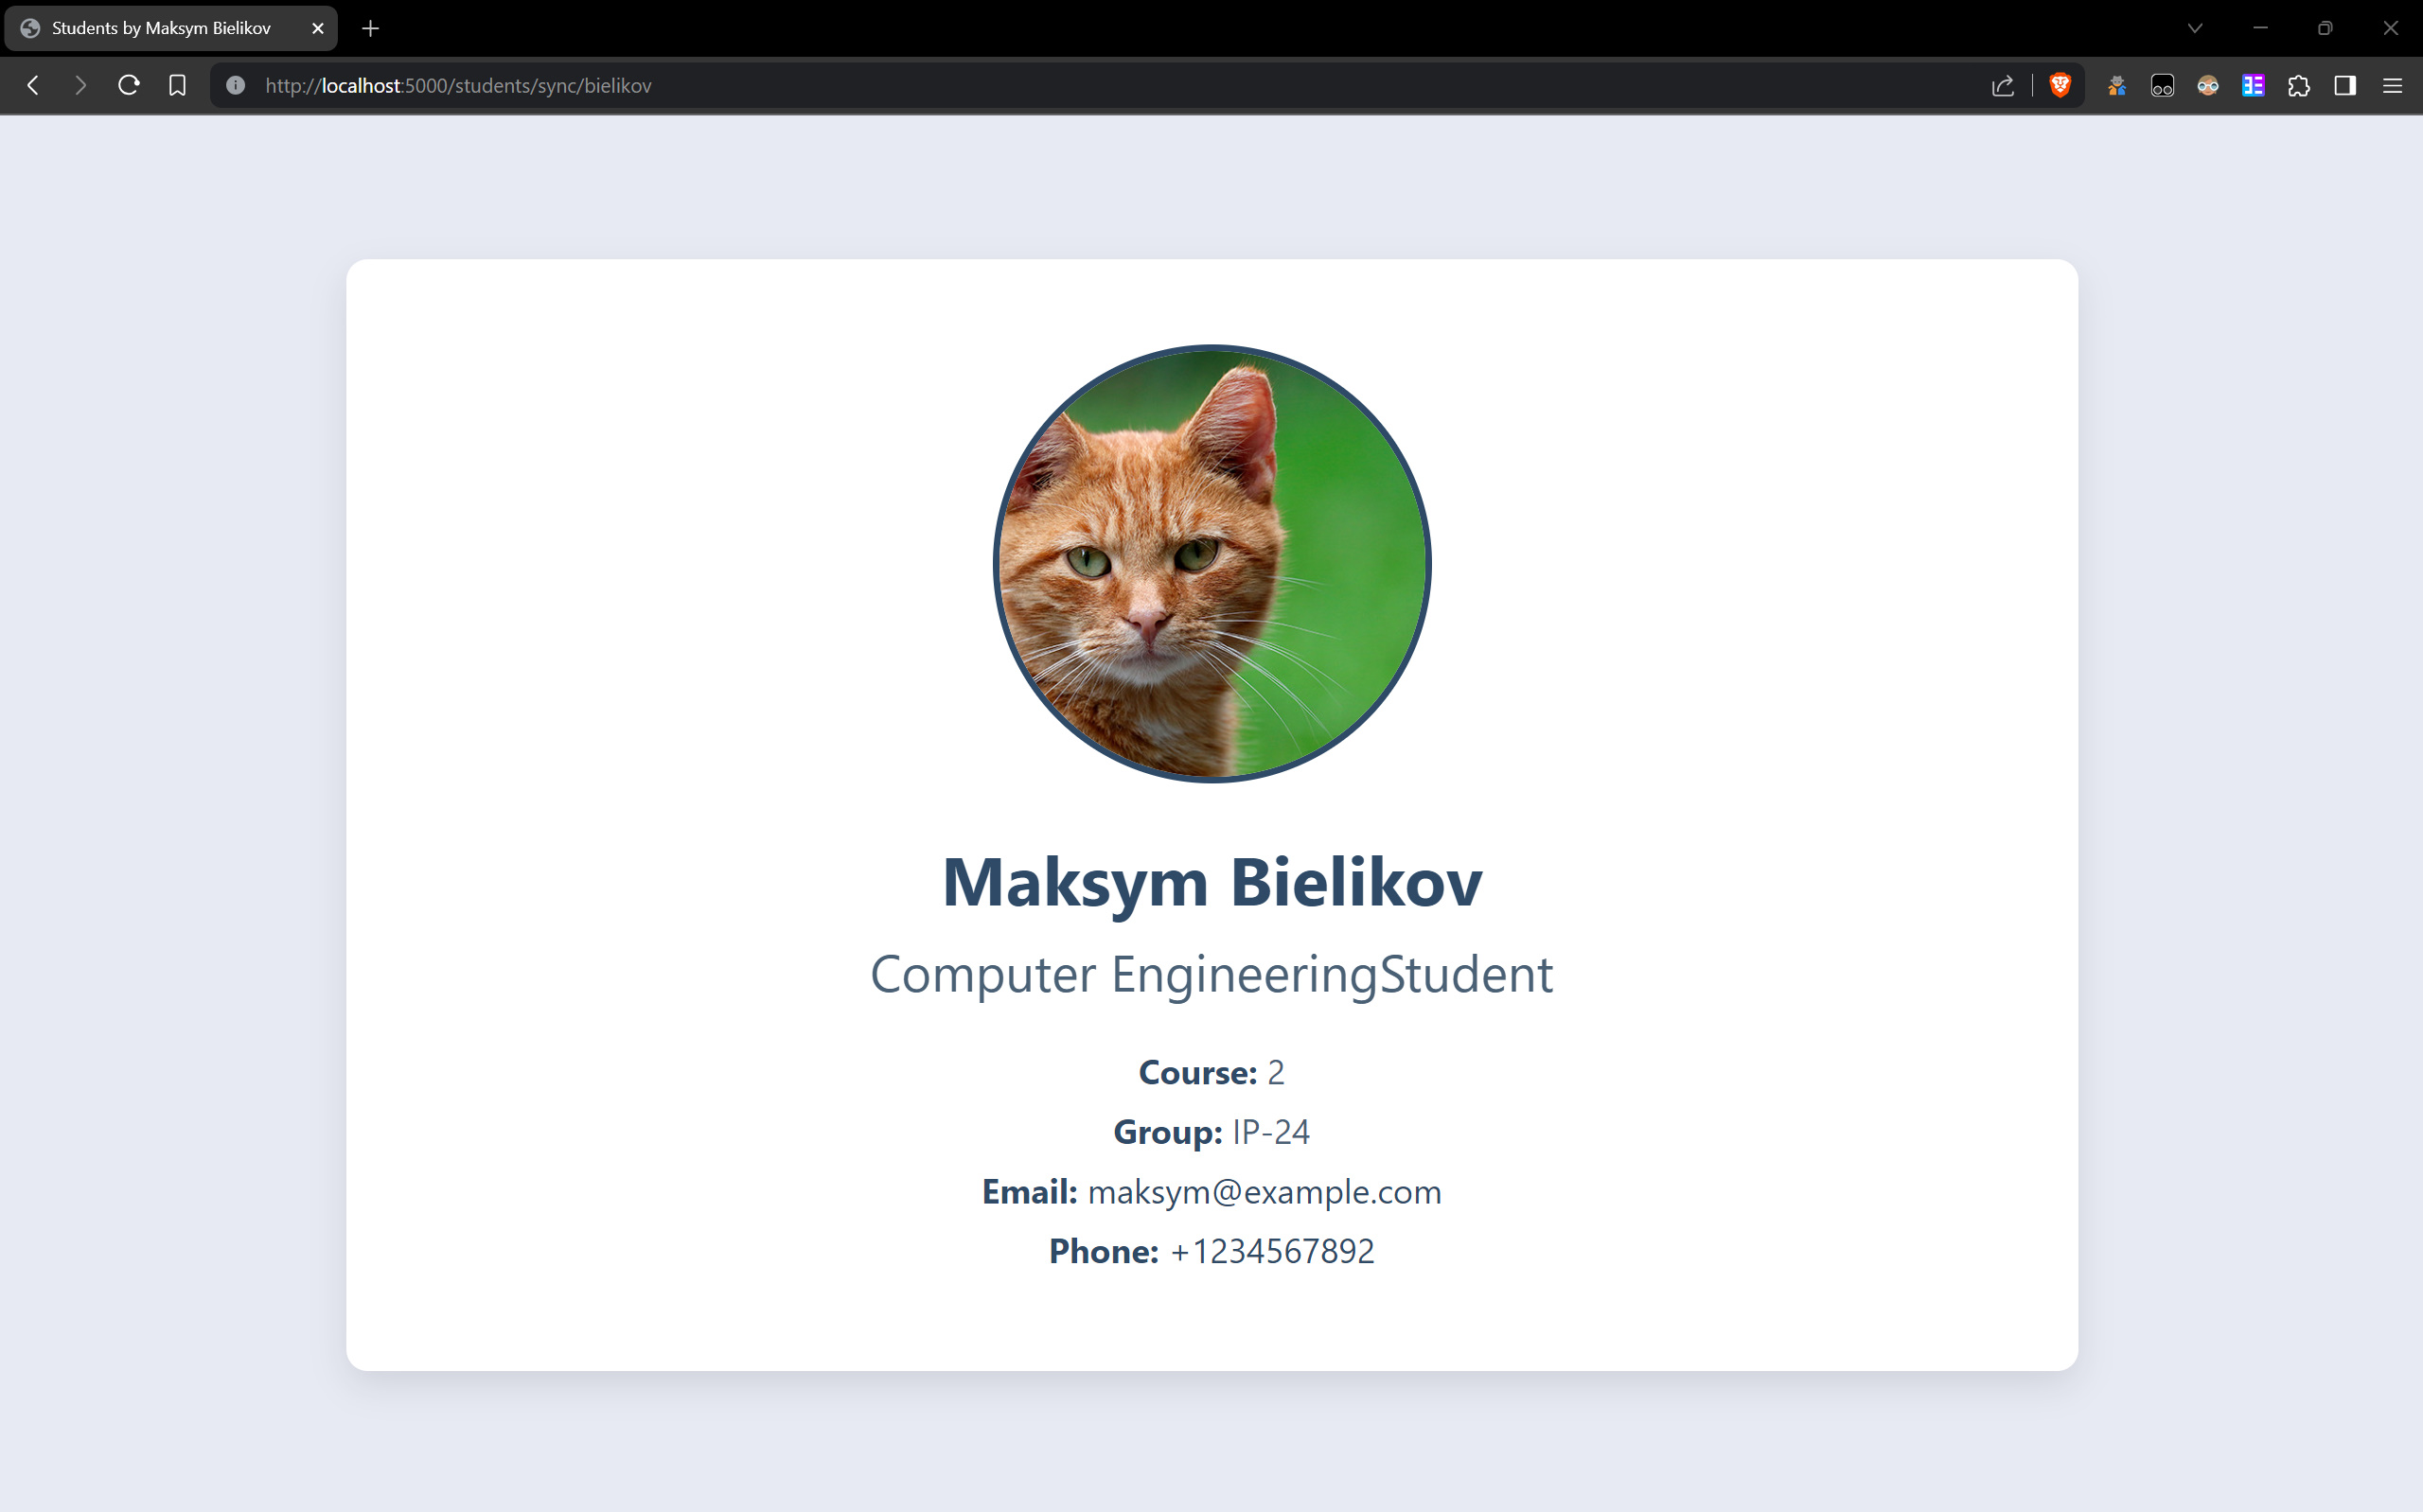 Students by Maksym Bielikov
http://localhost:5000/students/sync/bielikov
Maksym Bielikov
Computer EngineeringStudent
Course: 2
Group: IP-24
Email: maksym@example.com
Phone: +1234567892